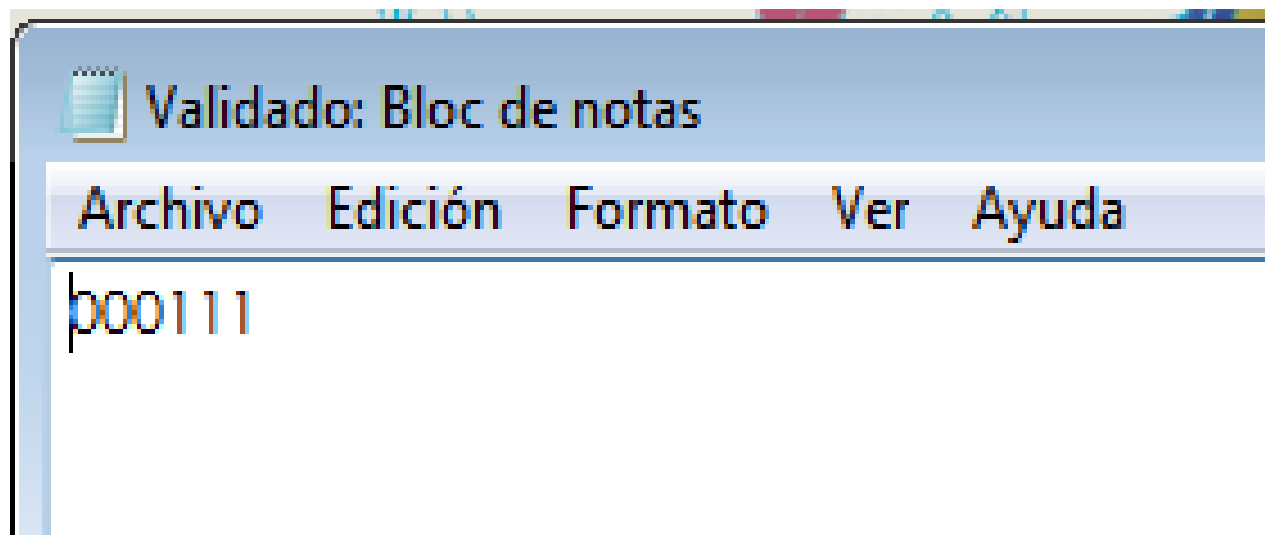 Validado: Bloc de notas
Archivo Edición Formato Ver Ayuda
000111